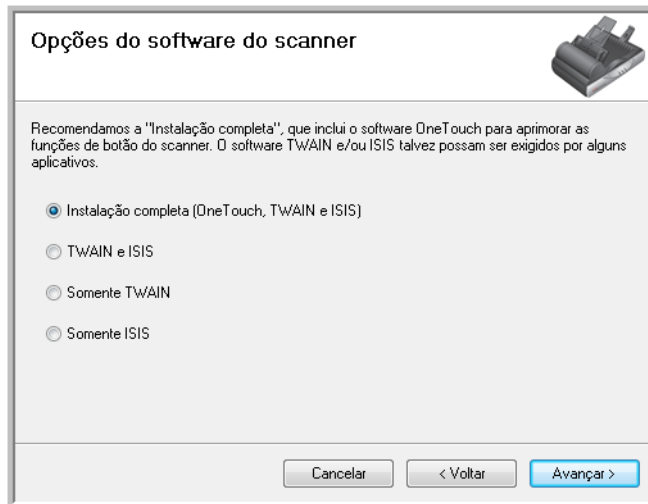 Opções do software do scanner
Recomendamos a "Instalação completa", que inclui o software OneTouch para aprimorar as
funções de botão do scanner. O software TWAIN e/ou ISIS talvez possam ser exigidos por alguns
aplicativos.
Instalação completa (OneTouch, TWAIN e ISIS)
TWAIN e ISIS
Somente TWAIN
Somente ISIS
Cancelar
< Voltar
Avançar >